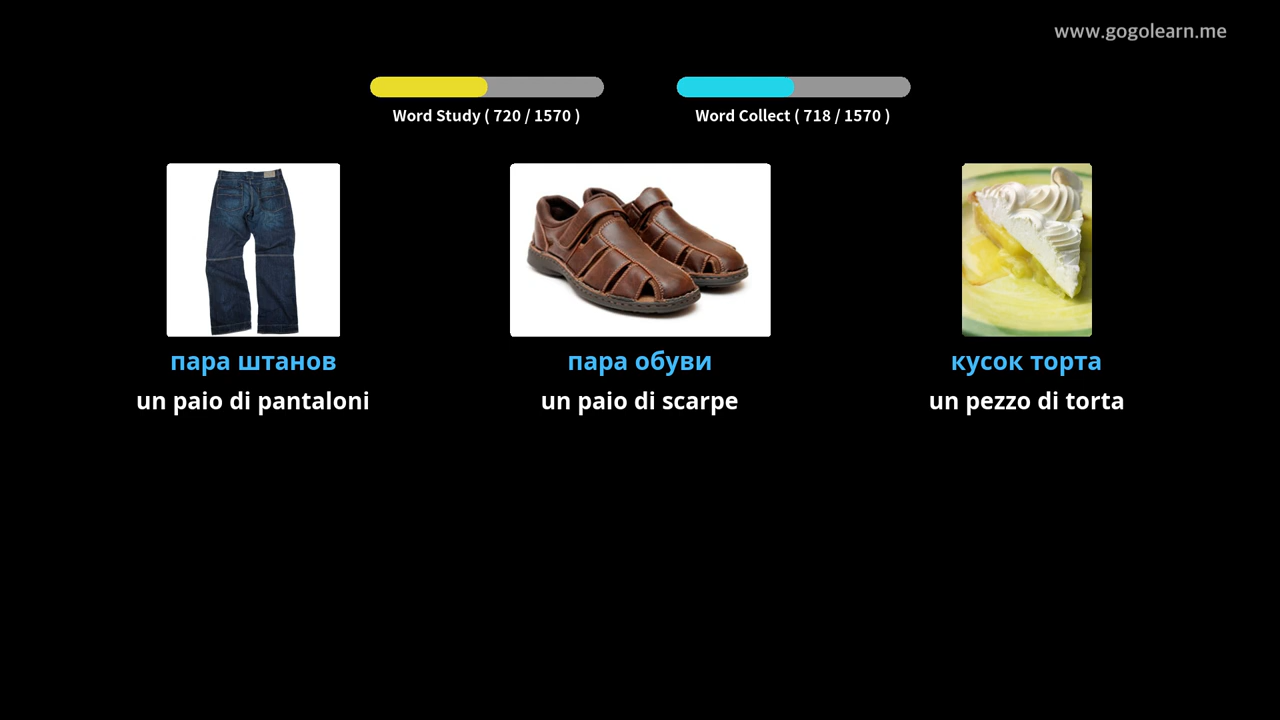 www.gogolearn.me
Word Study ( 720 / 1570 )
Word Collect ( 718 / 1570 )
пара штанов
un paio di pantaloni
пара обуви
un paio di scarpe
кусок торта
un pezzo di torta